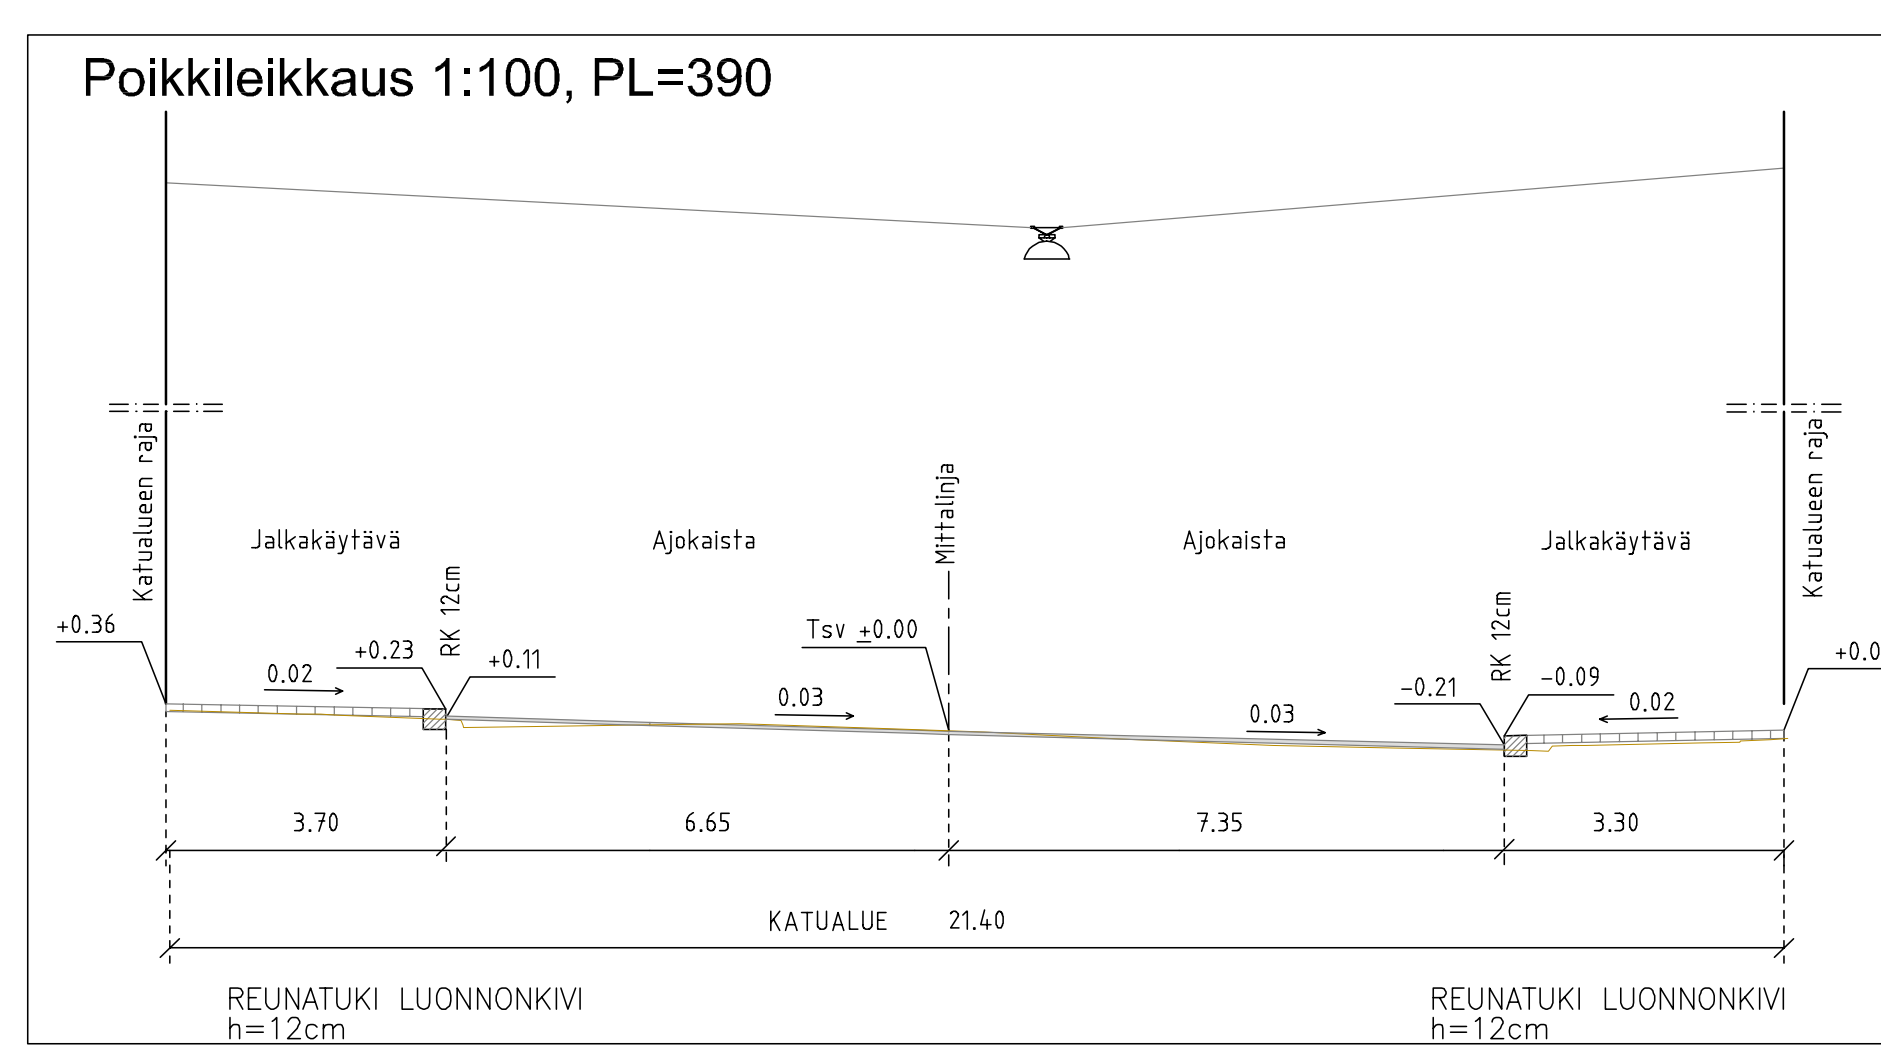 Poikkileikkaus 1:100, PL=390
Katualueen raja
Jalkakäytävä
Ajokaista
Mittalinja
Ajokaista
Jalkakäytävä
Katualueen raja
RK 12cm
RK 12cm
+0.36
+0.23
+0.11
Tsv ±0.00
-0.21
-0.09
+0.0
0.02
0.03
0.03
0.02
3.70
6.65
7.35
3.30
KATUALUE 21.40
REUNATUKI LUONNONKIVI
h=12cm
REUNATUKI LUONNONKIVI
h=12cm